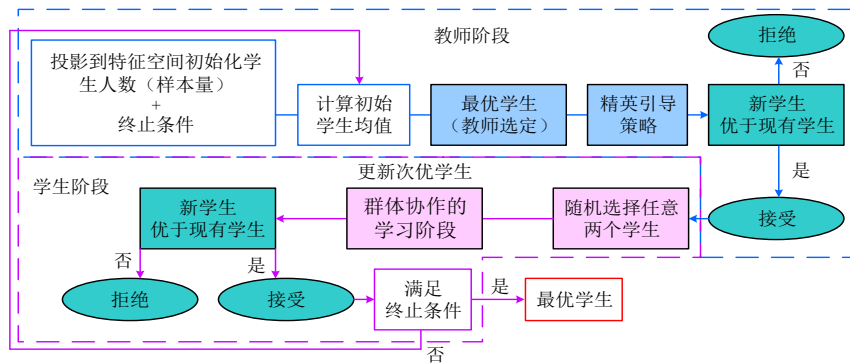 教师阶段
投影到特征空间初始化学
生人数（样本量）
+
终止条件
计算初始
学生均值
最优学生
（教师选定）
精英引导
策略
新学生
优于现有学生
否
拒绝
是
接受
更新次优学生
学生阶段
随机选择任意
两个学生
群体协作的
学习阶段
新学生
优于现有学生
否
是
拒绝
接受
满足
终止条件
是
最优学生
否